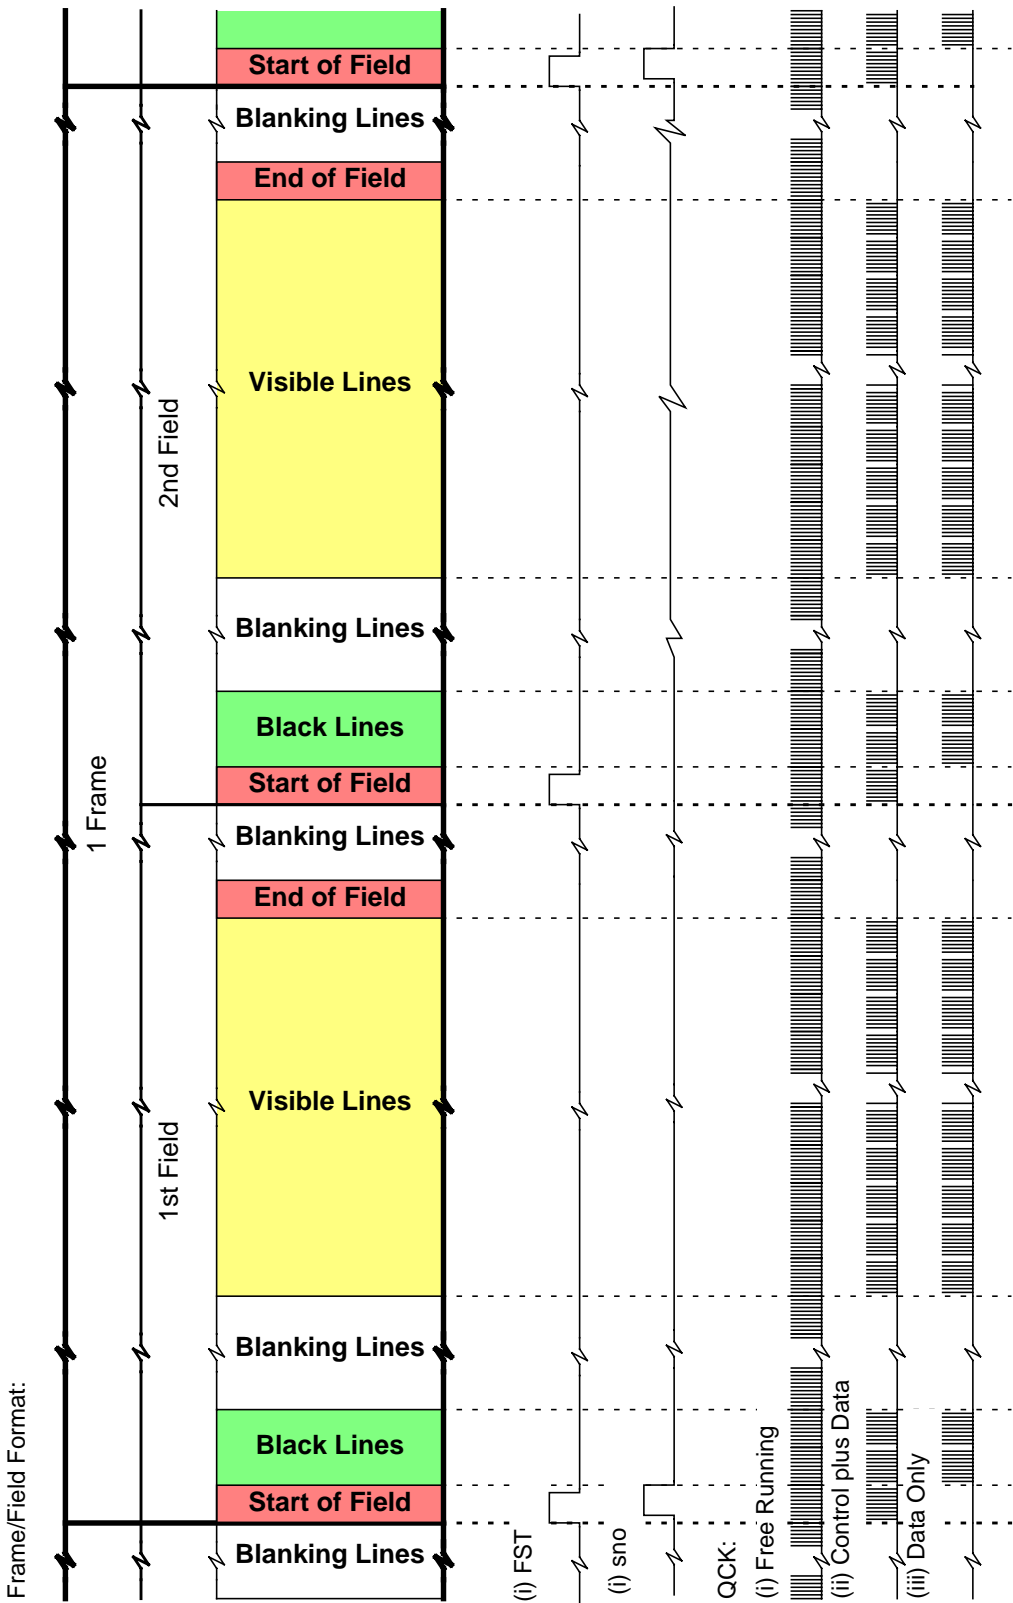 Start of Field
Blanking Lines
End of Field
Visible Lines
2nd Field
Blanking Lines
Black Lines
Start of Field
1 Frame
Blanking Lines
End of Field
Visible Lines
1st Field
Blanking Lines
Black Lines
Start of Field
Blanking Lines
Frame/Field Format:
(i) FST
(i) sno
QCK:
(i) Free Running
(ii) Control plus Data
(iii) Data Only